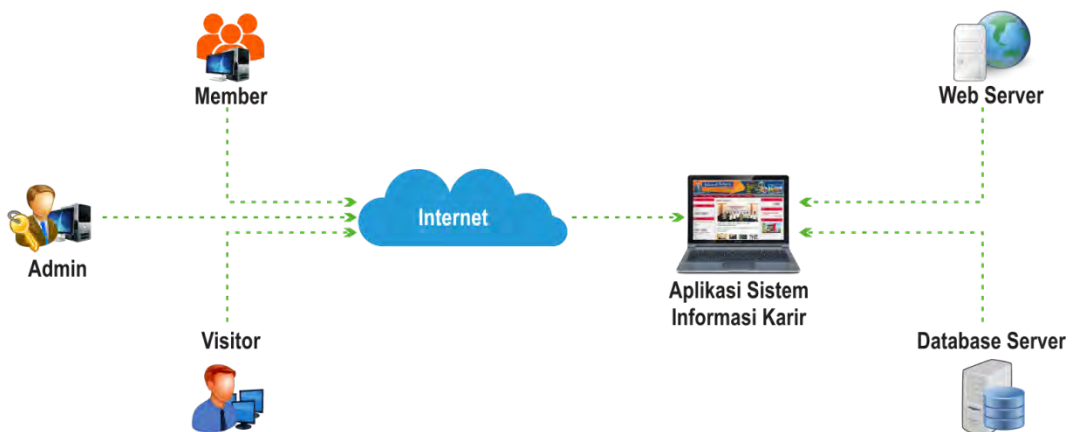 Member
Web Server
Internet
Admin
Aplikasi Sistem
Informasi Karir
Visitor
Database Server